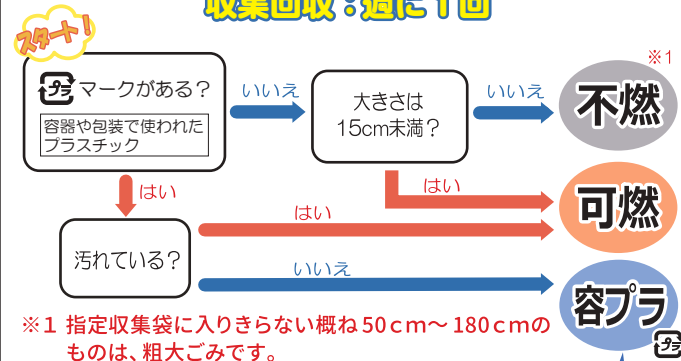 収集回収：週に1回
スタート!
プラ マークがある？
容器や包装で使われた
プラスチック
いいえ
大きさは
15cm未満？
いいえ
※1
不燃
はい
はい
可燃
はい
汚れている？
いいえ
容プラ
プラ
※１ 指定収集袋に入りきらない概ね50ｃｍ〜180ｃｍの
ものは、粗大ごみです。